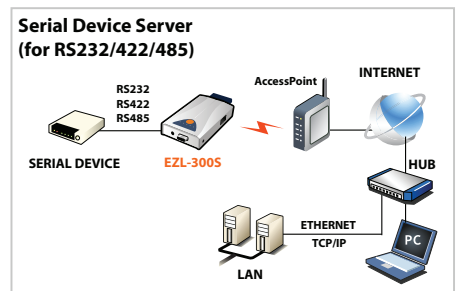 Serial Device Server
(for RS232/422/485)
RS232
RS422
RS485
SERIAL DEVICE
EZL-300S
AccessPoint
INTERNET
HUB
ETHERNET
TCP/IP
LAN
PC